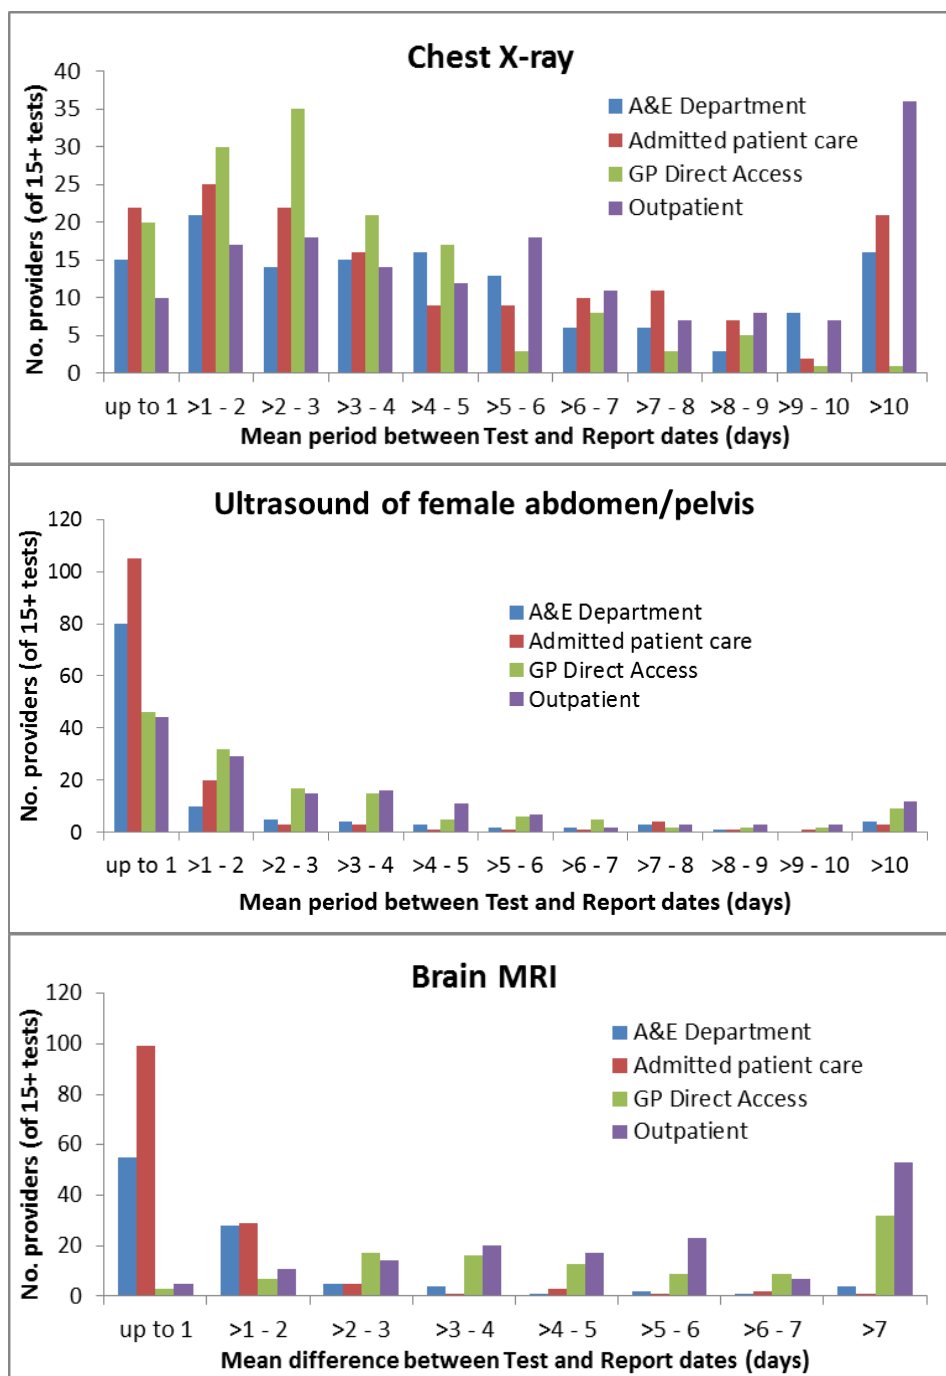 Chest X-ray
No. providers (of 15+ tests)
40
35
30
25
20
15
10
5
0
A&E Department
Admitted patient care
GP Direct Access
Outpatient
up to 1 >1 - 2 >2 - 3 >3 - 4 >4 - 5 >5 - 6 >6 - 7 >7 - 8 >8 - 9 >9 - 10 >10
Mean period between Test and Report dates (days)
Ultrasound of female abdomen/pelvis
No. providers (of 15+ tests)
120
100
80
60
40
20
0
A&E Department
Admitted patient care
GP Direct Access
Outpatient
up to 1 >1 - 2 >2 - 3 >3 - 4 >4 - 5 >5 - 6 >6 - 7 >7 - 8 >8 - 9 >9 - 10 >10
Mean period between Test and Report dates (days)
Brain MRI
No. providers (of 15+ tests)
120
100
80
60
40
20
0
A&E Department
Admitted patient care
GP Direct Access
Outpatient
up to 1 >1 - 2 >2 - 3 >3 - 4 >4 - 5 >5 - 6 >6 - 7 >7
Mean difference between Test and Report dates (days)